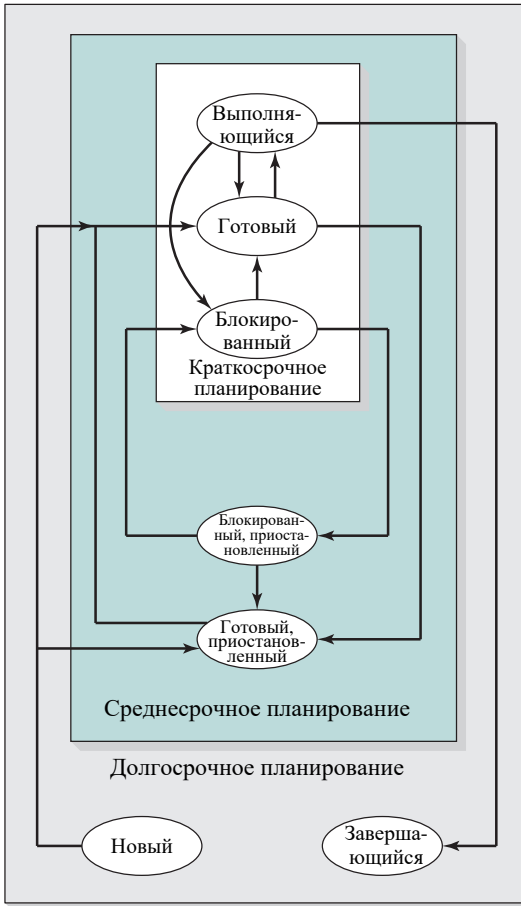 Выполня-
ющийся
Готовый
Блокиро-
ванный
Краткосрочное
планирование
Блокирован-
ный, приоста-
новленный
Готовый,
приостанов-
ленный
Среднесрочное планирование
Долгосрочное планирование
Новый
Заверша-
ющийся